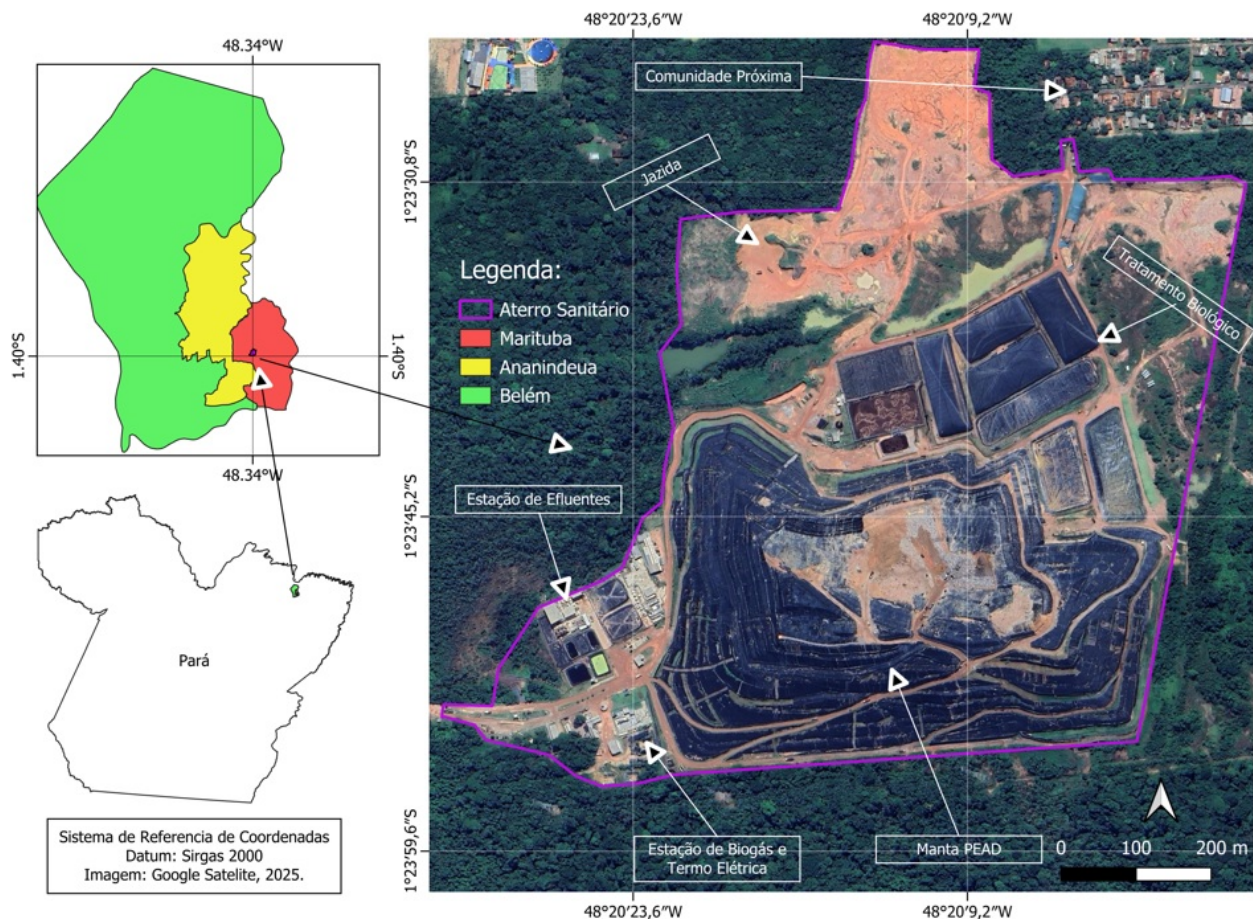 48.34°W
1.40°S
1.40°S
48.34°W
Pará
Sistema de Referencia de Coordenadas
Datum: Sirgas 2000
Imagem: Google Satelite, 2025.
48°20'23,6"W
48°20'9,2"W
1°23'30,8"S
1°23'45,2"S
1°23'59,6"S
Comunidade Próxima
Jazida
Legenda:
Aterro Sanitário
Marituba
Ananindeua
Belém
Tratamento Biológico
Estação de Efluentes
Estação de Biogás e
Termo Elétrica
Manta PEAD
0 100 200 m
48°20'23,6"W
48°20'9,2"W